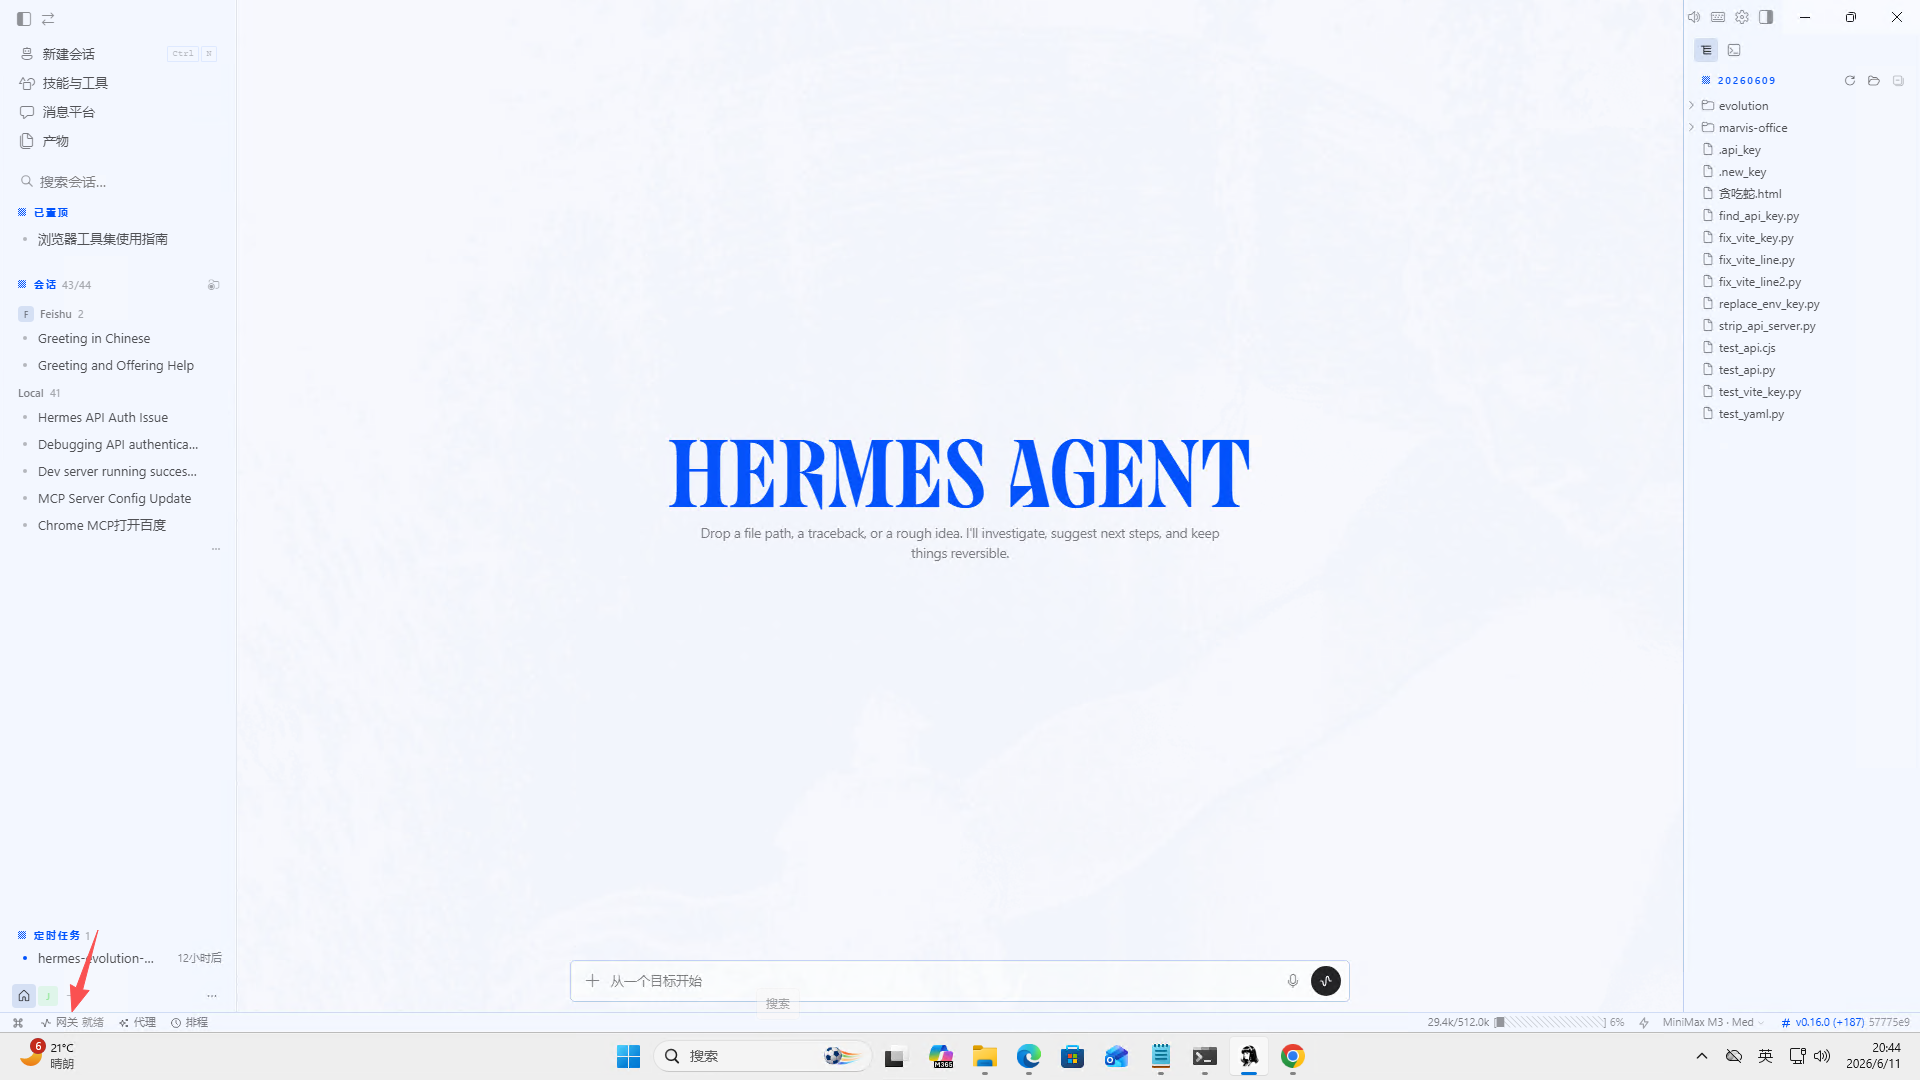 新建会话 Ctrl N
技能与工具
消息平台
产物
搜索会话...
已置顶
浏览器工具集使用指南
会话 43/44
F Feishu 2
Greeting in Chinese
Greeting and Offering Help
Local 41
Hermes API Auth Issue
Debugging API authentica...
Dev server running succes...
MCP Server Config Update
Chrome MCP打开百度
...
定时任务 1
hermes-evolution-... 12小时后
J
...
网关 就绪
代理
排程
HERMES AGENT
Drop a file path, a traceback, or a rough idea. I'll investigate, suggest next steps, and keep
things reversible.
从一个目标开始
搜索
20260609
evolution
marvis-office
.api_key
.new_key
贪吃蛇.html
find_api_key.py
fix_vite_key.py
fix_vite_line.py
fix_vite_line2.py
replace_env_key.py
strip_api_server.py
test_api.cjs
test_api.py
test_vite_key.py
test_yaml.py
29.4k/512.0k [ ] 6%
MiniMax M3 · Med
# v0.16.0 (+187) 57775e9
6
21°C
晴朗
搜索
M365
英
20:44
2026/6/11